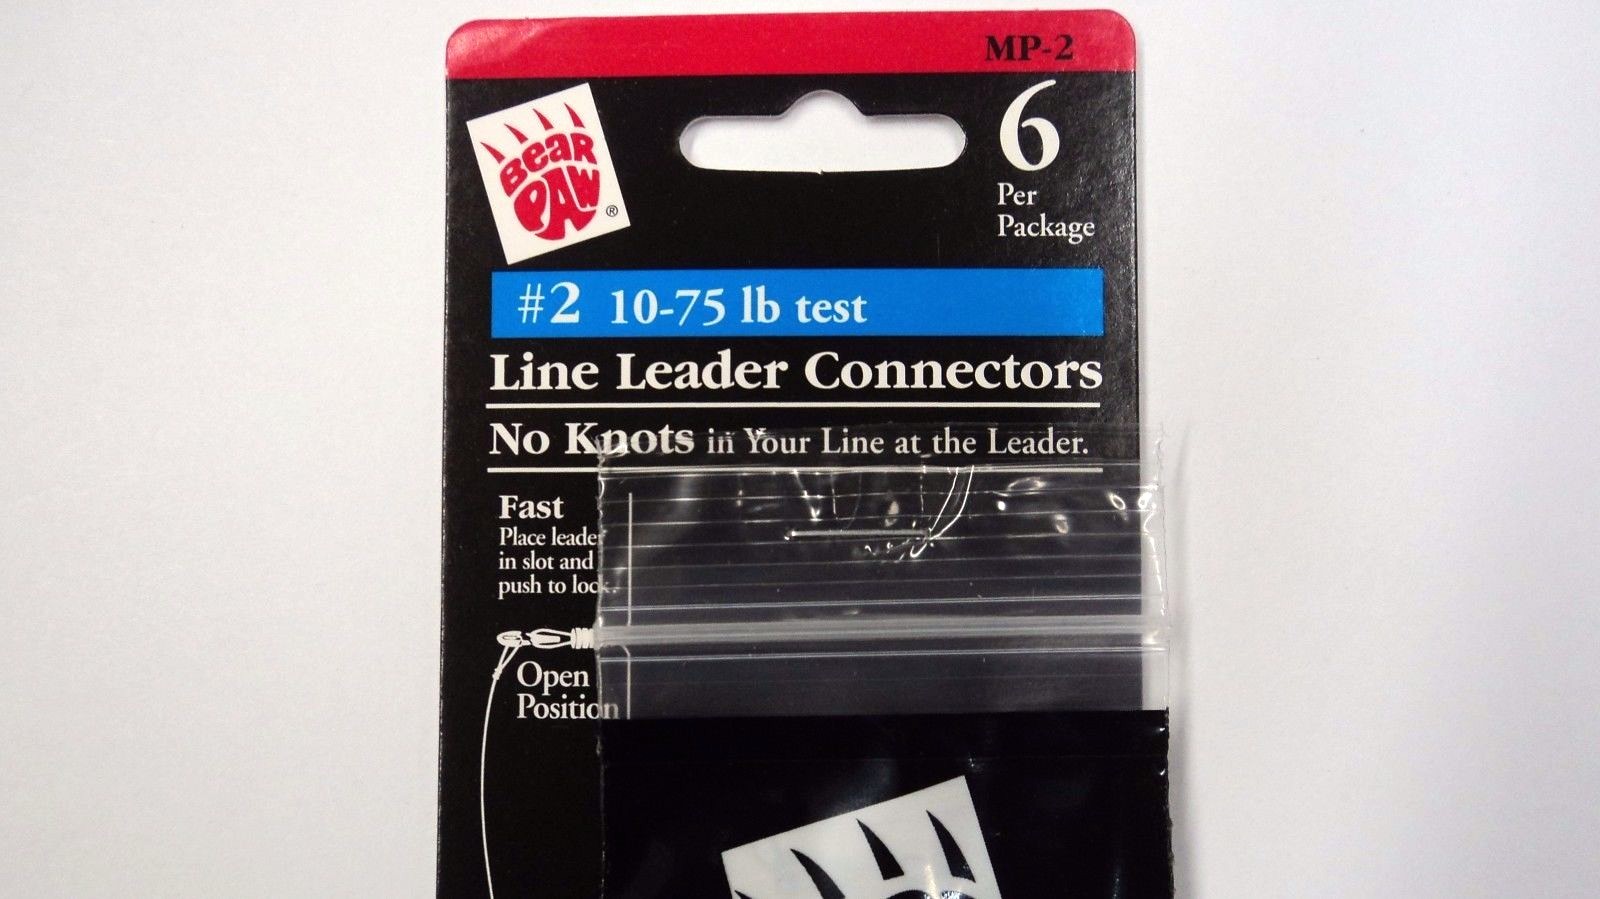 MP-2
BeaR
PAW
®
6
Per
Package
#2 10-75 lb test
Line Leader Connectors
No Knots in Your Line at the Leader.
Fast
Place leader
in slot and
push to lock.
Open
Position